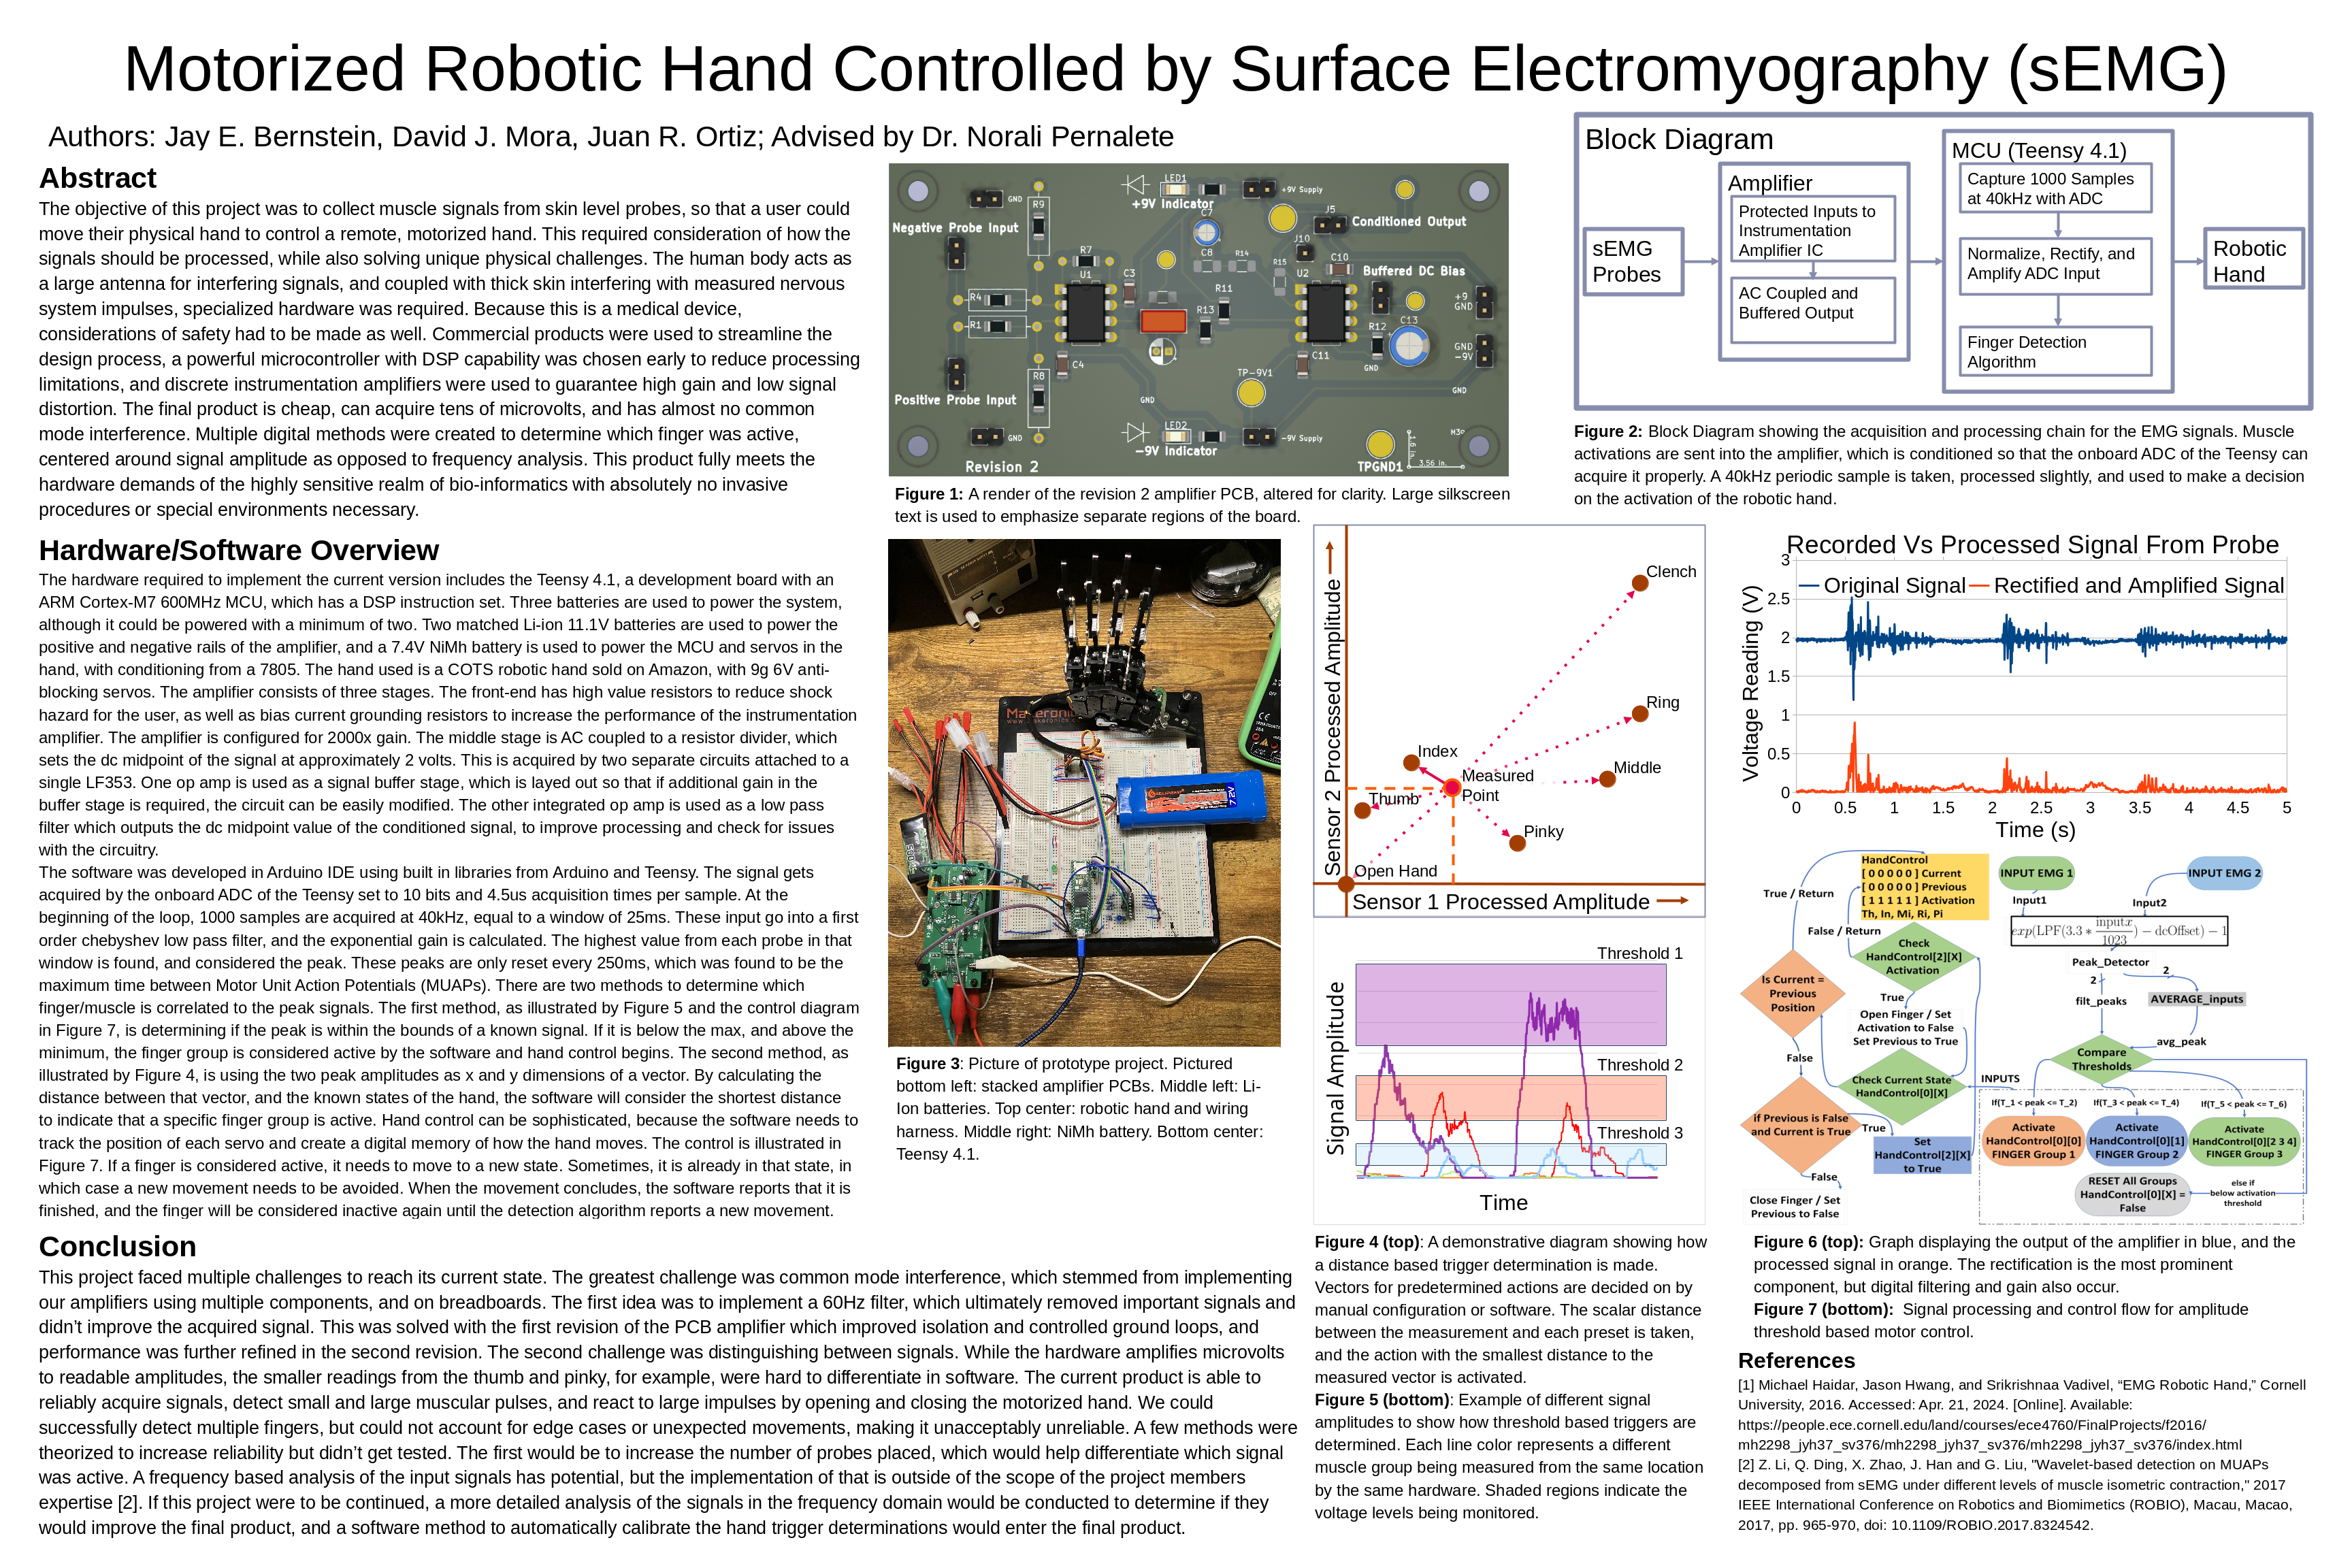 Motorized Robotic Hand Controlled by Surface Electromyography (sEMG)
Authors: Jay E. Bernstein, David J. Mora, Juan R. Ortiz; Advised by Dr. Norali Pernalete
Abstract
The objective of this project was to collect muscle signals from skin level probes, so that a user could
move their physical hand to control a remote, motorized hand. This required consideration of how the
signals should be processed, while also solving unique physical challenges. The human body acts as
a large antenna for interfering signals, and coupled with thick skin interfering with measured nervous
system impulses, specialized hardware was required. Because this is a medical device,
considerations of safety had to be made as well. Commercial products were used to streamline the
design process, a powerful microcontroller with DSP capability was chosen early to reduce processing
limitations, and discrete instrumentation amplifiers were used to guarantee high gain and low signal
distortion. The final product is cheap, can acquire tens of microvolts, and has almost no common
mode interference. Multiple digital methods were created to determine which finger was active,
centered around signal amplitude as opposed to frequency analysis. This product fully meets the
hardware demands of the highly sensitive realm of bio-informatics with absolutely no invasive
procedures or special environments necessary.
Hardware/Software Overview
The hardware required to implement the current version includes the Teensy 4.1, a development board with an
ARM Cortex-M7 600MHz MCU, which has a DSP instruction set. Three batteries are used to power the system,
although it could be powered with a minimum of two. Two matched Li-ion 11.1V batteries are used to power the
positive and negative rails of the amplifier, and a 7.4V NiMh battery is used to power the MCU and servos in the
hand, with conditioning from a 7805. The hand used is a COTS robotic hand sold on Amazon, with 9g 6V anti-
blocking servos. The amplifier consists of three stages. The front-end has high value resistors to reduce shock
hazard for the user, as well as bias current grounding resistors to increase the performance of the instrumentation
amplifier. The amplifier is configured for 2000x gain. The middle stage is AC coupled to a resistor divider, which
sets the dc midpoint of the signal at approximately 2 volts. This is acquired by two separate circuits attached to a
single LF353. One op amp is used as a signal buffer stage, which is layed out so that if additional gain in the
buffer stage is required, the circuit can be easily modified. The other integrated op amp is used as a low pass
filter which outputs the dc midpoint value of the conditioned signal, to improve processing and check for issues
with the circuitry.
The software was developed in Arduino IDE using built in libraries from Arduino and Teensy. The signal gets
acquired by the onboard ADC of the Teensy set to 10 bits and 4.5us acquisition times per sample. At the
beginning of the loop, 1000 samples are acquired at 40kHz, equal to a window of 25ms. These input go into a first
order chebyshev low pass filter, and the exponential gain is calculated. The highest value from each probe in that
window is found, and considered the peak. These peaks are only reset every 250ms, which was found to be the
maximum time between Motor Unit Action Potentials (MUAPs). There are two methods to determine which
finger/muscle is correlated to the peak signals. The first method, as illustrated by Figure 5 and the control diagram
in Figure 7, is determining if the peak is within the bounds of a known signal. If it is below the max, and above the
minimum, the finger group is considered active by the software and hand control begins. The second method, as
illustrated by Figure 4, is using the two peak amplitudes as x and y dimensions of a vector. By calculating the
distance between that vector, and the known states of the hand, the software will consider the shortest distance
to indicate that a specific finger group is active. Hand control can be sophisticated, because the software needs to
track the position of each servo and create a digital memory of how the hand moves. The control is illustrated in
Figure 7. If a finger is considered active, it needs to move to a new state. Sometimes, it is already in that state, in
which case a new movement needs to be avoided. When the movement concludes, the software reports that it is
finished, and the finger will be considered inactive again until the detection algorithm reports a new movement.
Conclusion
This project faced multiple challenges to reach its current state. The greatest challenge was common mode interference, which stemmed from implementing
our amplifiers using multiple components, and on breadboards. The first idea was to implement a 60Hz filter, which ultimately removed important signals and
didn't improve the acquired signal. This was solved with the first revision of the PCB amplifier which improved isolation and controlled ground loops, and
performance was further refined in the second revision. The second challenge was distinguishing between signals. While the hardware amplifies microvolts
to readable amplitudes, the smaller readings from the thumb and pinky, for example, were hard to differentiate in software. The current product is able to
reliably acquire signals, detect small and large muscular pulses, and react to large impulses by opening and closing the motorized hand. We could
successfully detect multiple fingers, but could not account for edge cases or unexpected movements, making it unacceptably unreliable. A few methods were
theorized to increase reliability but didn't get tested. The first would be to increase the number of probes placed, which would help differentiate which signal
was active. A frequency based analysis of the input signals has potential, but the implementation of that is outside of the scope of the project members
expertise [2]. If this project were to be continued, a more detailed analysis of the signals in the frequency domain would be conducted to determine if they
would improve the final product, and a software method to automatically calibrate the hand trigger determinations would enter the final product.
LED1
+9V Indicator
+9V Supply
GND
R9
C7
J5
Conditioned Output
Negative Probe Input
J10
R7
C8
R14
R15
C10
U1
C3
U2
Buffered DC Bias
R4
R11
+9
GND
R13
R1
R12
C13
GND
-9V
C4
C11
GND
TP-9V1
R8
GND
GND
Positive Probe Input
LED2
-9V Indicator
-9V Supply
GND
Revision 2
TPGND1
1.6 in.
3.56 in.
Figure 1: A render of the revision 2 amplifier PCB, altered for clarity. Large silkscreen
text is used to emphasize separate regions of the board.
7.2V
Figure 3: Picture of prototype project. Pictured
bottom left: stacked amplifier PCBs. Middle left: Li-
Ion batteries. Top center: robotic hand and wiring
harness. Middle right: NiMh battery. Bottom center:
Teensy 4.1.
Block Diagram
sEMG
Probes
Amplifier
Protected Inputs to
Instrumentation
Amplifier IC
AC Coupled and
Buffered Output
MCU (Teensy 4.1)
Capture 1000 Samples
at 40kHz with ADC
Normalize, Rectify, and
Amplify ADC Input
Finger Detection
Algorithm
Robotic
Hand
Figure 2: Block Diagram showing the acquisition and processing chain for the EMG signals. Muscle
activations are sent into the amplifier, which is conditioned so that the onboard ADC of the Teensy can
acquire it properly. A 40kHz periodic sample is taken, processed slightly, and used to make a decision
on the activation of the robotic hand.
Sensor 2 Processed Amplitude
Clench
Ring
Index
Middle
Measured
Point
Thumb
Pinky
Open Hand
Sensor 1 Processed Amplitude
Signal Amplitude
Threshold 1
Threshold 2
Threshold 3
Time
Figure 4 (top): A demonstrative diagram showing how
a distance based trigger determination is made.
Vectors for predetermined actions are decided on by
manual configuration or software. The scalar distance
between the measurement and each preset is taken,
and the action with the smallest distance to the
measured vector is activated.
Figure 5 (bottom): Example of different signal
amplitudes to show how threshold based triggers are
determined. Each line color represents a different
muscle group being measured from the same location
by the same hardware. Shaded regions indicate the
voltage levels being monitored.
Recorded Vs Processed Signal From Probe
Original Signal
Rectified and Amplified Signal
Voltage Reading (V)
3
2.5
2
1.5
1
0.5
0
0 0.5 1 1.5 2 2.5 3 3.5 4 4.5 5
Time (s)
HandControl
[ 0 0 0 0 0 ] Current
[ 0 0 0 0 0 ] Previous
[ 1 1 1 1 1 ] Activation
Th, In, Mi, Ri, Pi
True / Return
False / Return
Check
HandControl[2][X]
Activation
Is Current =
Previous
Position
True
Open Finger / Set
Activation to False
Set Previous to True
False
Check Current State
HandControl[0][X]
INPUTS
if Previous is False
and Current is True
True
Set
HandControl[2][X]
to True
False
Close Finger / Set
Previous to False
INPUT EMG 1
INPUT EMG 2
Input1
Input2
exp(LPF(3.3 * inputx/1023) − dcOffset) − 1
Peak_Detector
2
2
filt_peaks
AVERAGE_inputs
avg_peak
Compare
Thresholds
If(T_1 < peak <= T_2)
If(T_3 < peak <= T_4)
If(T_5 < peak <= T_6)
Activate
HandControl[0][0]
FINGER Group 1
Activate
HandControl[0][1]
FINGER Group 2
Activate
HandControl[0][2 3 4]
FINGER Group 3
RESET All Groups
HandControl[0][X] =
False
else if
below activation
threshold
Figure 6 (top): Graph displaying the output of the amplifier in blue, and the
processed signal in orange. The rectification is the most prominent
component, but digital filtering and gain also occur.
Figure 7 (bottom): Signal processing and control flow for amplitude
threshold based motor control.
References
[1] Michael Haidar, Jason Hwang, and Srikrishnaa Vadivel, “EMG Robotic Hand,” Cornell
University, 2016. Accessed: Apr. 21, 2024. [Online]. Available:
https://people.ece.cornell.edu/land/courses/ece4760/FinalProjects/f2016/
mh2298_jyh37_sv376/mh2298_jyh37_sv376/mh2298_jyh37_sv376/index.html
[2] Z. Li, Q. Ding, X. Zhao, J. Han and G. Liu, "Wavelet-based detection on MUAPs
decomposed from sEMG under different levels of muscle isometric contraction," 2017
IEEE International Conference on Robotics and Biomimetics (ROBIO), Macau, Macao,
2017, pp. 965-970, doi: 10.1109/ROBIO.2017.8324542.